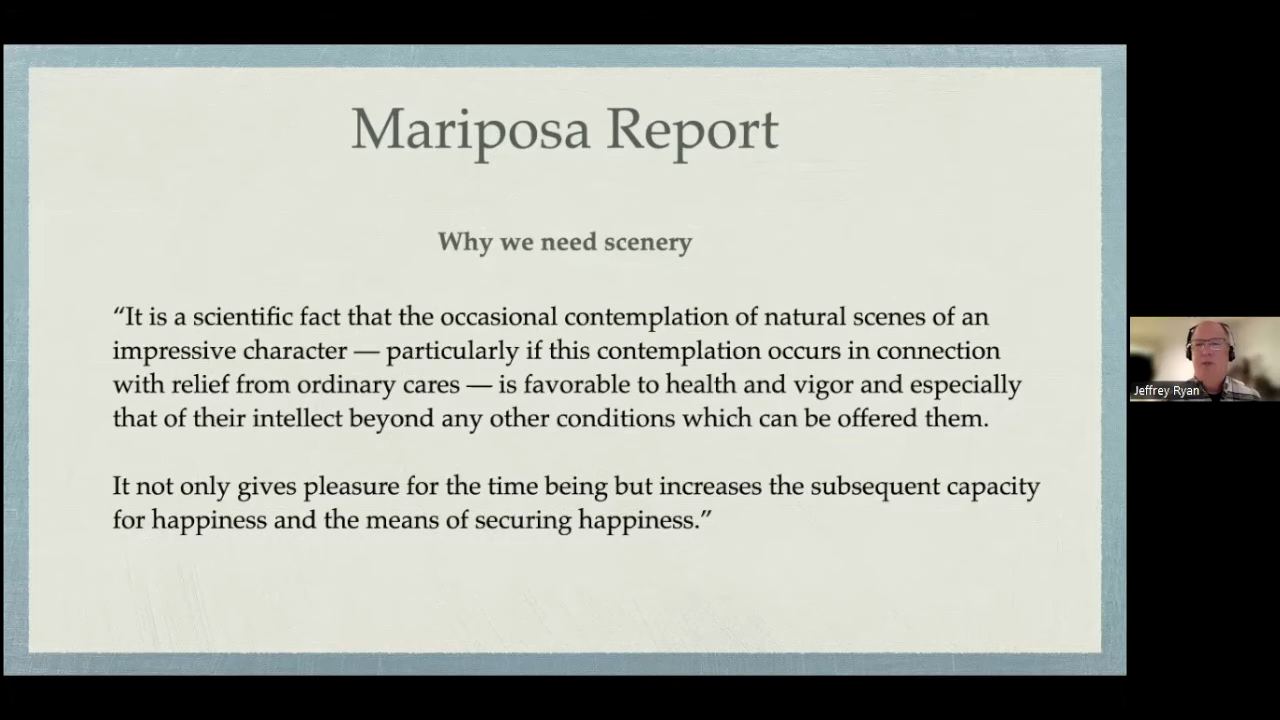 Mariposa Report
Why we need scenery
“It is a scientific fact that the occasional contemplation of natural scenes of an
impressive character — particularly if this contemplation occurs in connection
with relief from ordinary cares — is favorable to health and vigor and especially
that of their intellect beyond any other conditions which can be offered them.
It not only gives pleasure for the time being but increases the subsequent capacity
for happiness and the means of securing happiness.”
Jeffrey Ryan